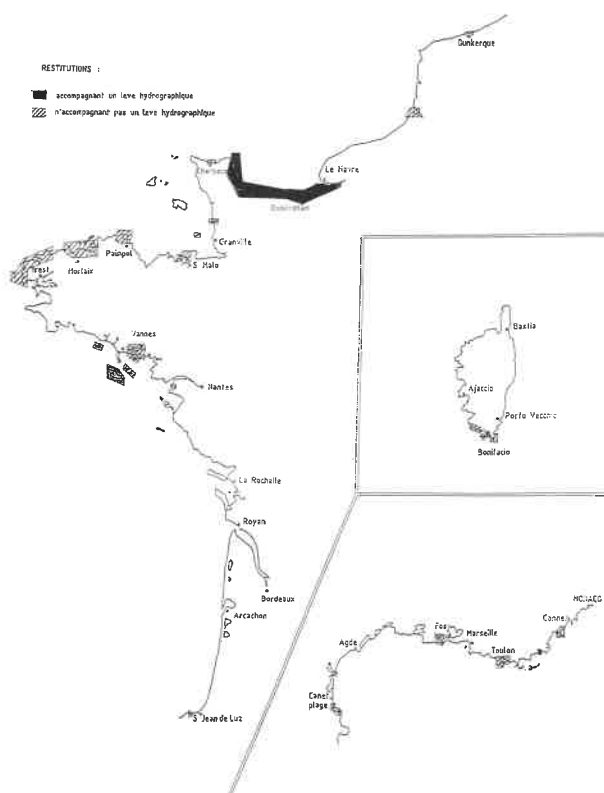 Dunkerque
RESTITUTIONS :
accompagnant un leve hydrographique
n'accompagnant pas un leve hydrographique
Le Havre
Granville
Paimpol
S. Malo
Brest
Morlaix
Vannes
Nantes
Bastia
Ajaccio
Porto Vecchio
Bonifacio
La Rochelle
Royan
Bordeaux
Arcachon
MONACO
Cannes
Fos
Marseille
Agde
Toulon
Canet
plage
S. Jean de Luz